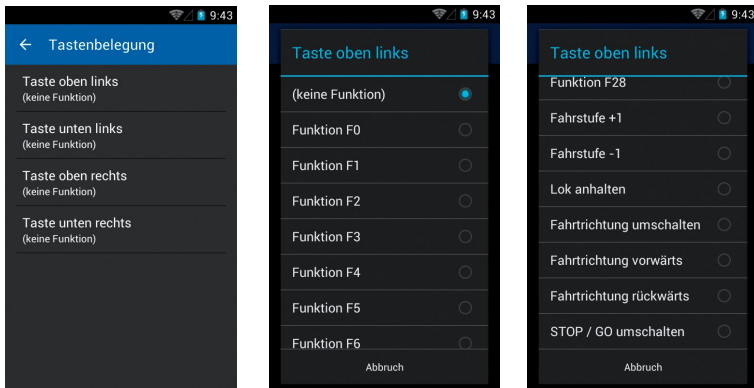 9:43
Tastenbelegung
Taste oben links
(keine Funktion)
Taste unten links
(keine Funktion)
Taste oben rechts
(keine Funktion)
Taste unten rechts
(keine Funktion)
9:43
Taste oben links
(keine Funktion)
Funktion F0
Funktion F1
Funktion F2
Funktion F3
Funktion F4
Funktion F5
Funktion F6
Abbruch
9:43
Taste oben links
Funktion F28
Fahrstufe +1
Fahrstufe -1
Lok anhalten
Fahrtrichtung umschalten
Fahrtrichtung vorwärts
Fahrtrichtung rückwärts
STOP / GO umschalten
Abbruch